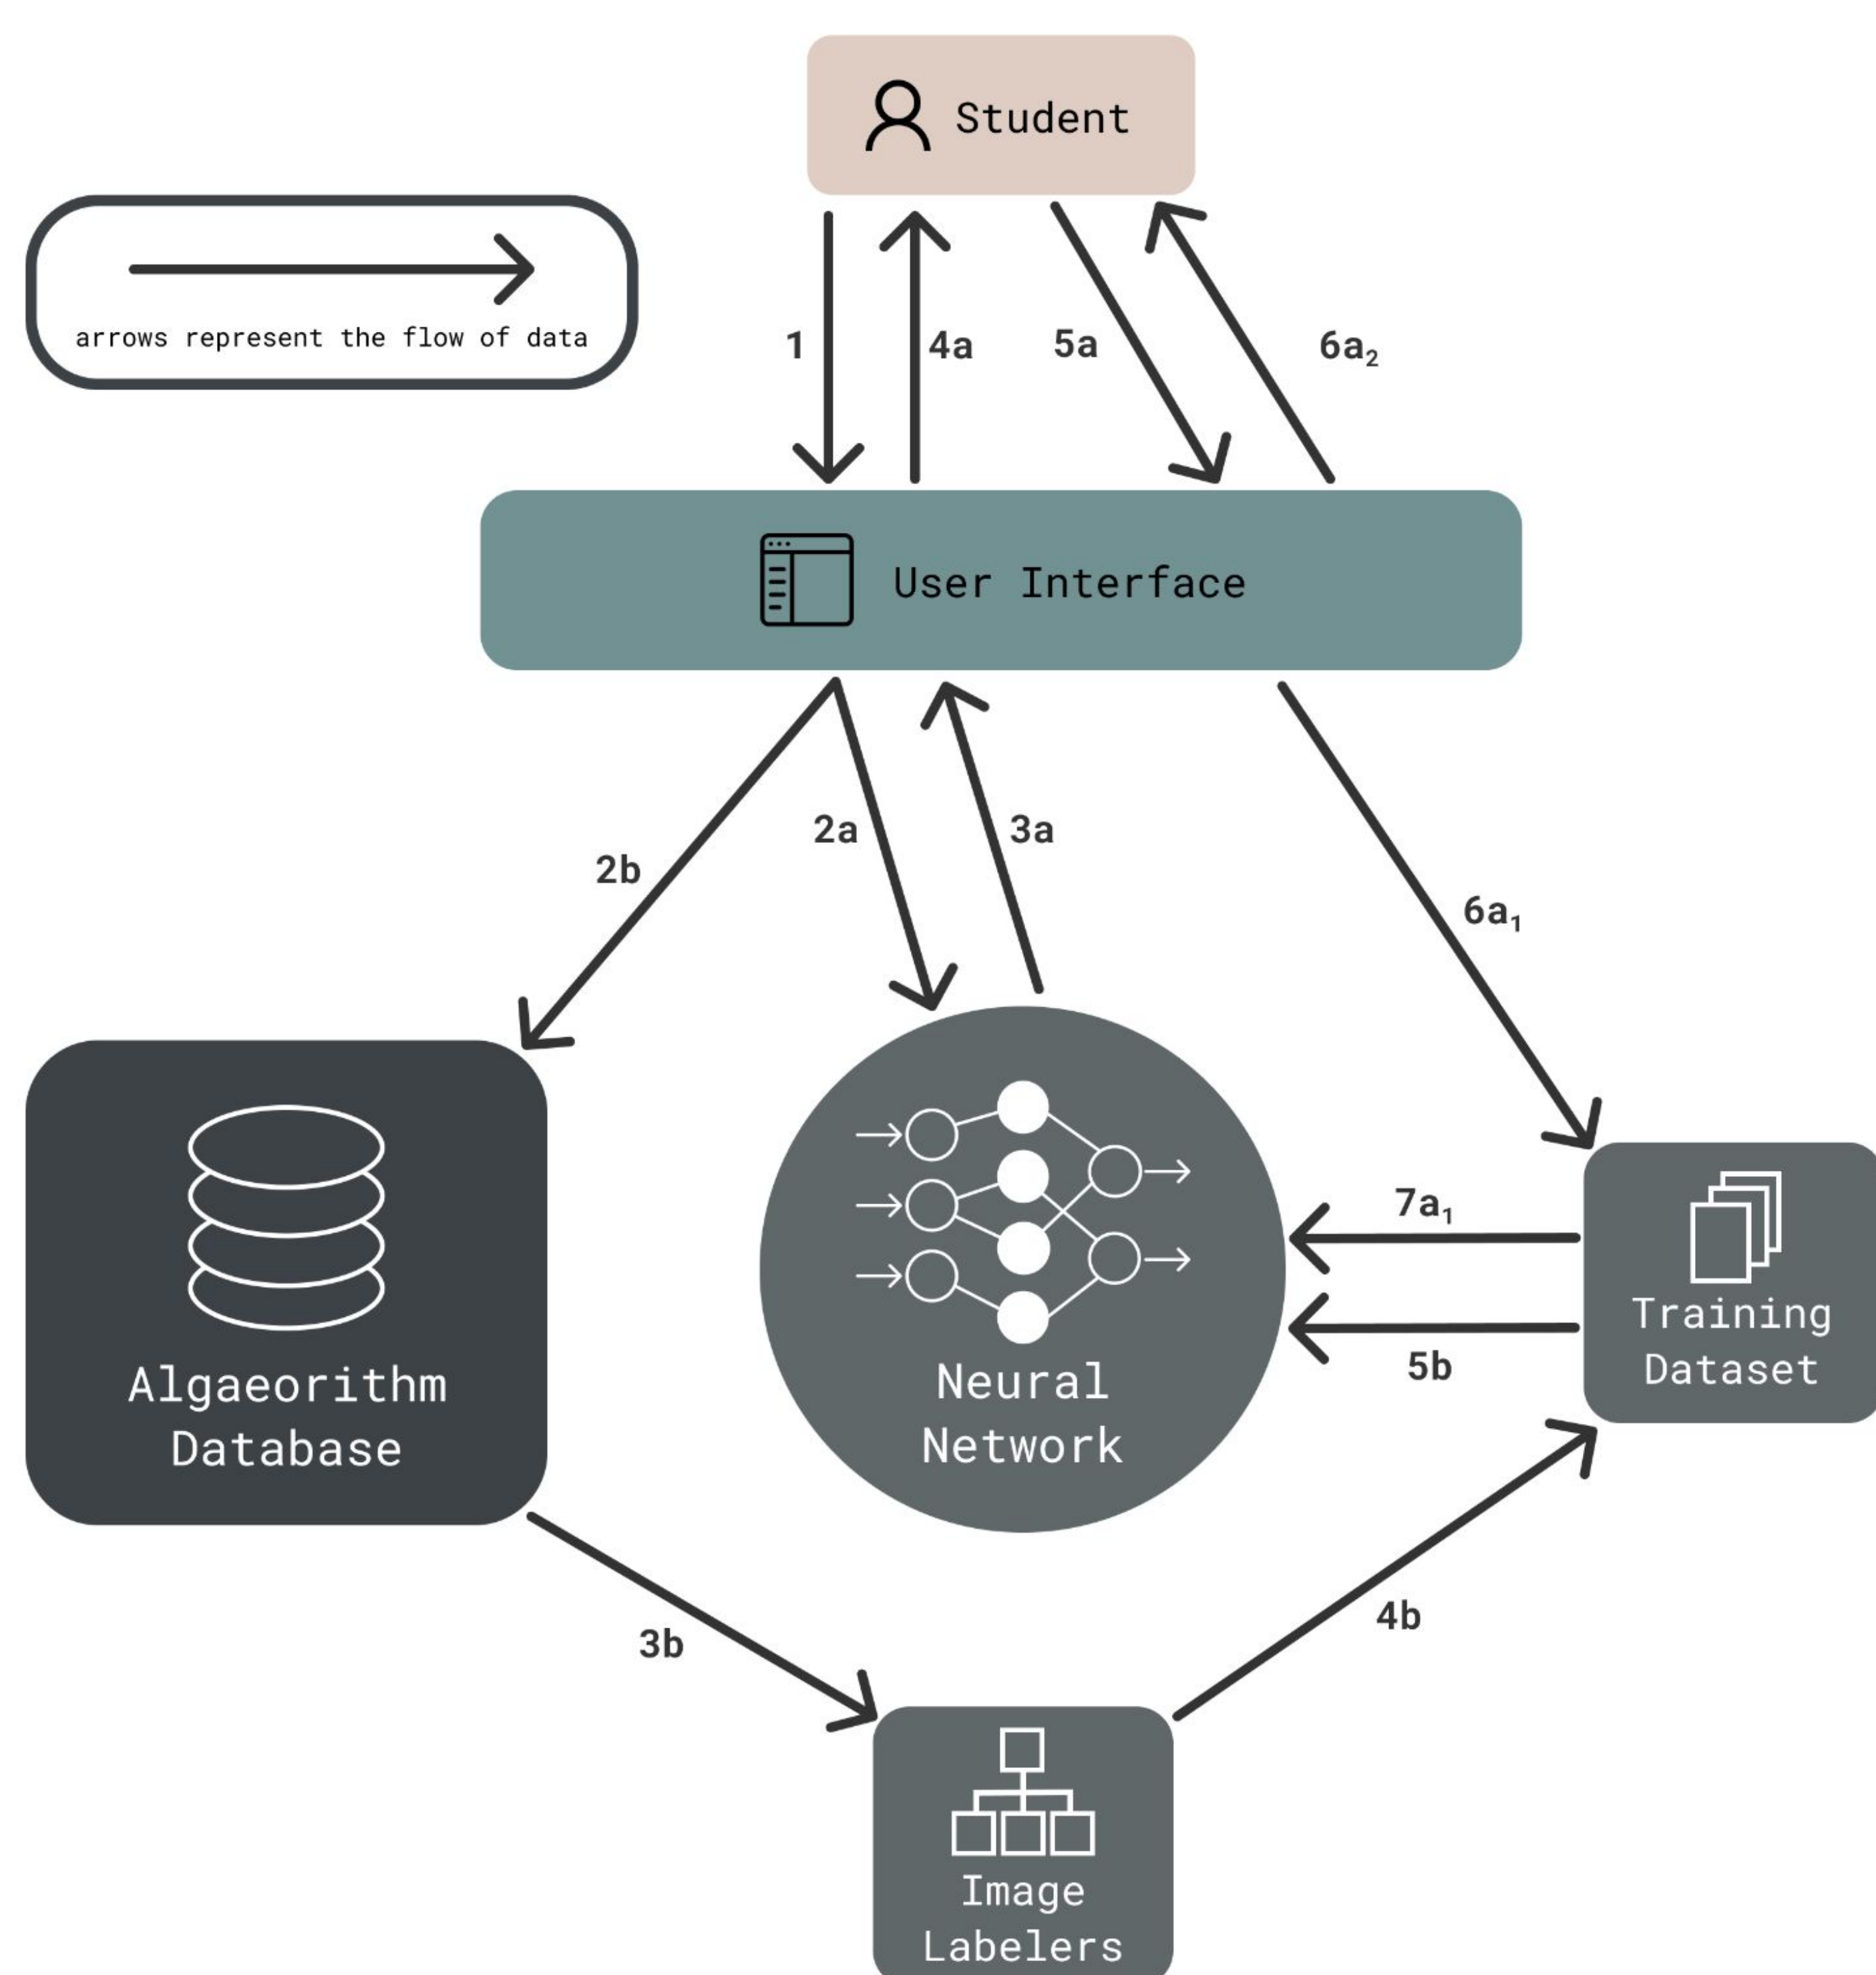 Student
arrows represent the flow of data
1
4a
5a
6a₂
User Interface
2b
2a
3a
6a₁
Algaeorithm
Database
Neural
Network
7a₁
5b
Training
Dataset
3b
4b
Image
Labelers